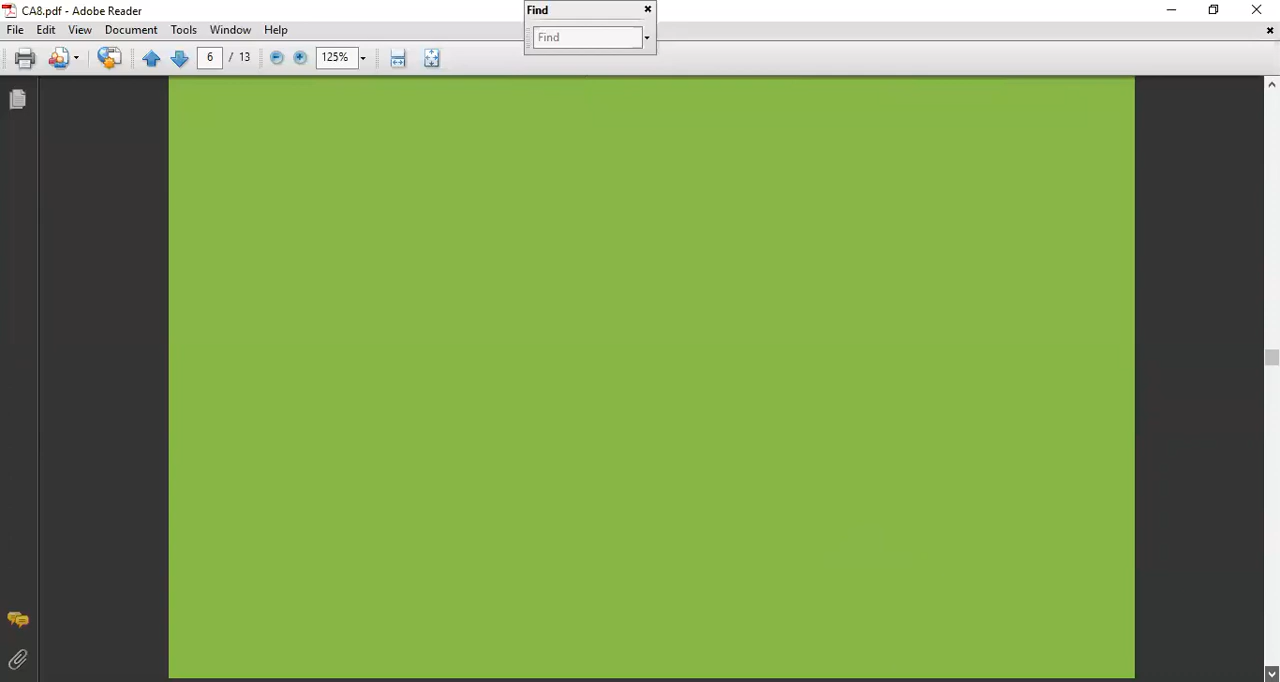 CA8.pdf - Adobe Reader
Find
File Edit View Document Tools Window Help
Find
6 / 13 125%